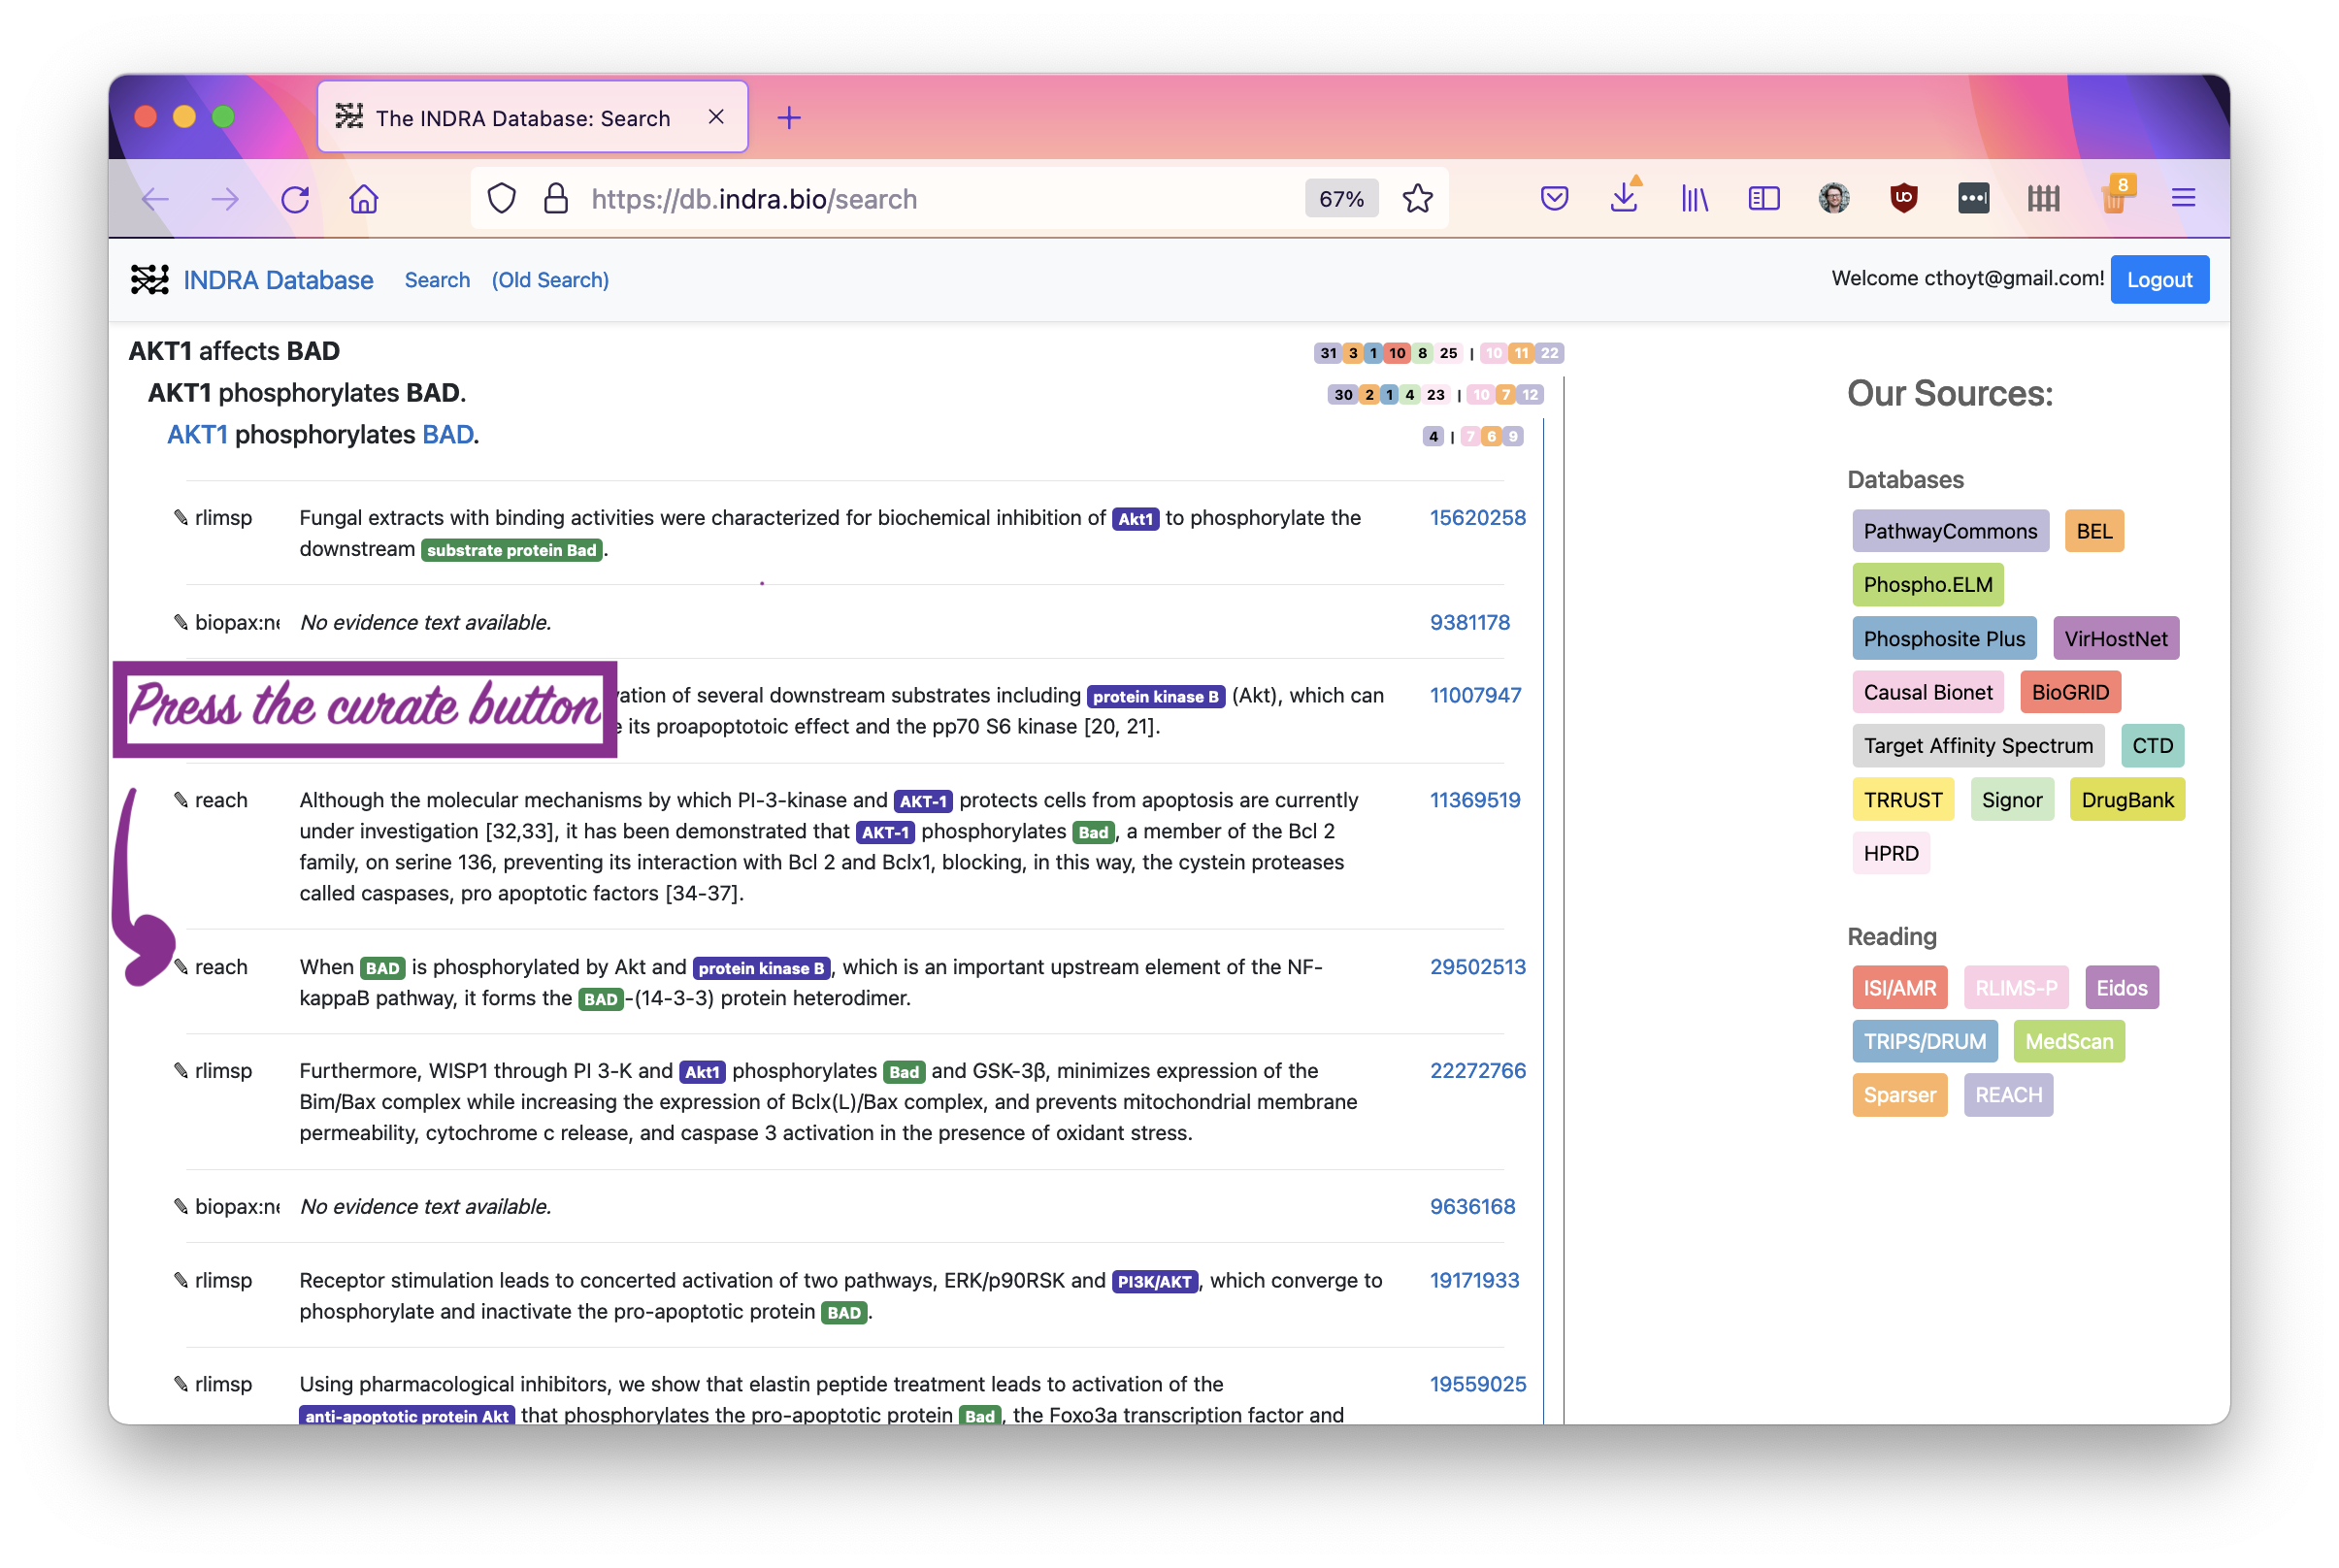 The INDRA Database: Search
https://db.indra.bio/search
67%
8
INDRA Database Search (Old Search)
Welcome cthoyt@gmail.com! Logout
AKT1 affects BAD
31 3 1 10 8 25 | 10 11 22
AKT1 phosphorylates BAD.
30 2 1 4 23 | 10 7 12
AKT1 phosphorylates BAD.
4 | 7 6 9
rlimsp
Fungal extracts with binding activities were characterized for biochemical inhibition of Akt1 to phosphorylate the
downstream substrate protein Bad.
15620258
biopax:ne
No evidence text available.
9381178
Press the curate button
vation of several downstream substrates including protein kinase B (Akt), which can
e its proapoptotoic effect and the pp70 S6 kinase [20, 21].
11007947
reach
Although the molecular mechanisms by which PI-3-kinase and AKT-1 protects cells from apoptosis are currently
under investigation [32,33], it has been demonstrated that AKT-1 phosphorylates Bad, a member of the Bcl 2
family, on serine 136, preventing its interaction with Bcl 2 and Bclx1, blocking, in this way, the cystein proteases
called caspases, pro apoptotic factors [34-37].
11369519
reach
When BAD is phosphorylated by Akt and protein kinase B, which is an important upstream element of the NF-
kappaB pathway, it forms the BAD-(14-3-3) protein heterodimer.
29502513
rlimsp
Furthermore, WISP1 through PI 3-K and Akt1 phosphorylates Bad and GSK-3β, minimizes expression of the
Bim/Bax complex while increasing the expression of Bclx(L)/Bax complex, and prevents mitochondrial membrane
permeability, cytochrome c release, and caspase 3 activation in the presence of oxidant stress.
22272766
biopax:ne
No evidence text available.
9636168
rlimsp
Receptor stimulation leads to concerted activation of two pathways, ERK/p90RSK and PI3K/AKT, which converge to
phosphorylate and inactivate the pro-apoptotic protein BAD.
19171933
rlimsp
Using pharmacological inhibitors, we show that elastin peptide treatment leads to activation of the
anti-apoptotic protein Akt that phosphorylates the pro-apoptotic protein Bad, the Foxo3a transcription factor and
19559025
Our Sources:
Databases
PathwayCommons BEL
Phospho.ELM
Phosphosite Plus VirHostNet
Causal Bionet BioGRID
Target Affinity Spectrum CTD
TRRUST Signor DrugBank
HPRD
Reading
ISI/AMR RLIMS-P Eidos
TRIPS/DRUM MedScan
Sparser REACH